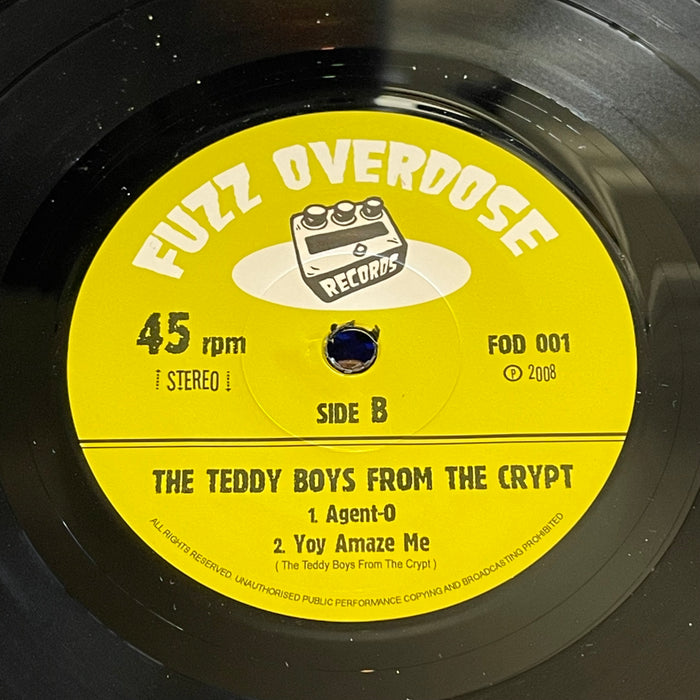 FUZZ OVERDOSE
RECORDS
45 rpm
STEREO
FOD 001
℗ 2008
SIDE B
THE TEDDY BOYS FROM THE CRYPT
1. Agent-O
2. Yoy Amaze Me
( The Teddy Boys From The Crypt )
ALL RIGHTS RESERVED. UNAUTHORISED PUBLIC PERFORMANCE COPYING AND BROADCASTING PROHIBITED